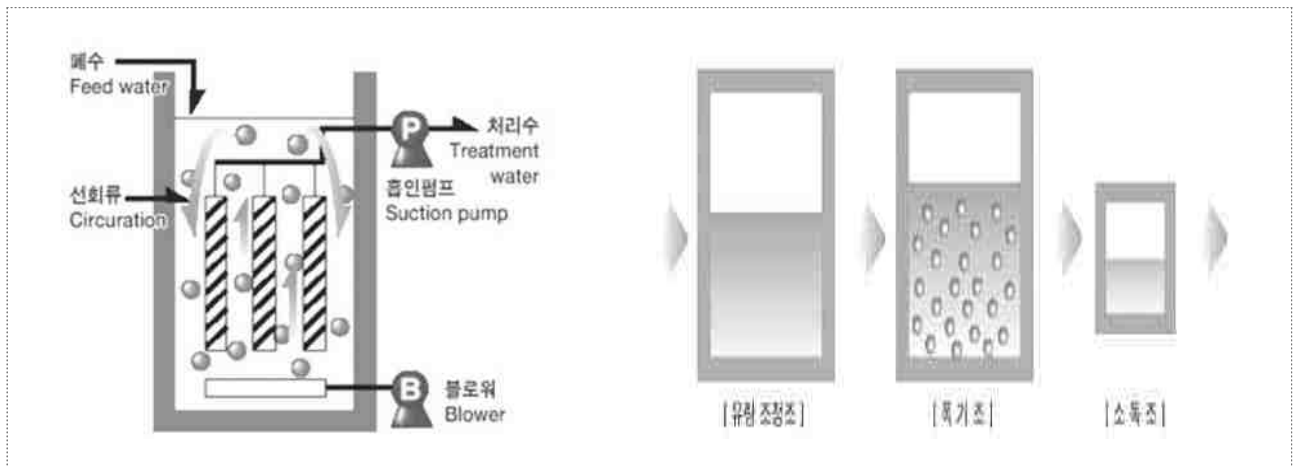 폐수
Feed water
P
처리수
Treatment
water
흡인펌프
Suction pump
선회류
Circuration
B
블로워
Blower
[ 유량 조정조 ]
[ 폭 기 조 ]
[ 소 독 조 ]